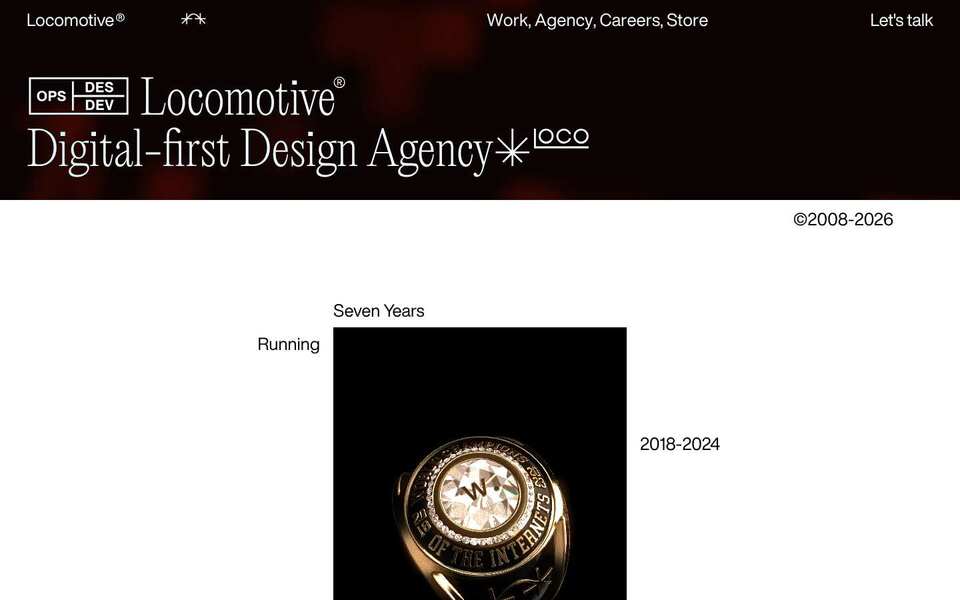 Locomotive®
Work, Agency, Careers, Store
Let's talk
OPS DES DEV Locomotive®
Digital-first Design Agency LOCO
©2008-2026
Seven Years
Running
2018-2024
W.
OF THE INTERNETS